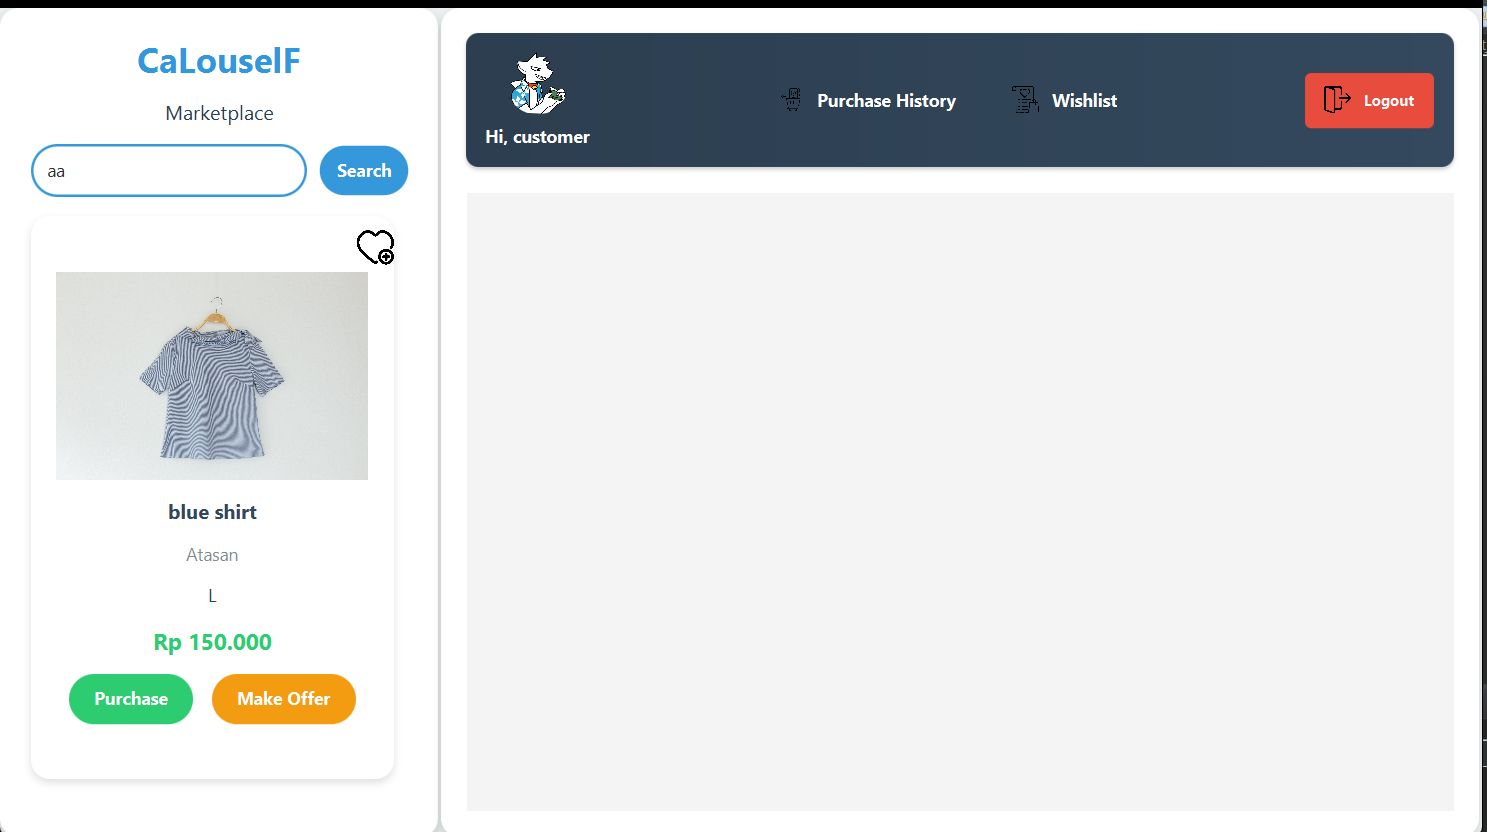 CaLouselF
Marketplace
aa
Search
blue shirt
Atasan
L
Rp 150.000
Purchase
Make Offer
Hi, customer
Purchase History
Wishlist
Logout